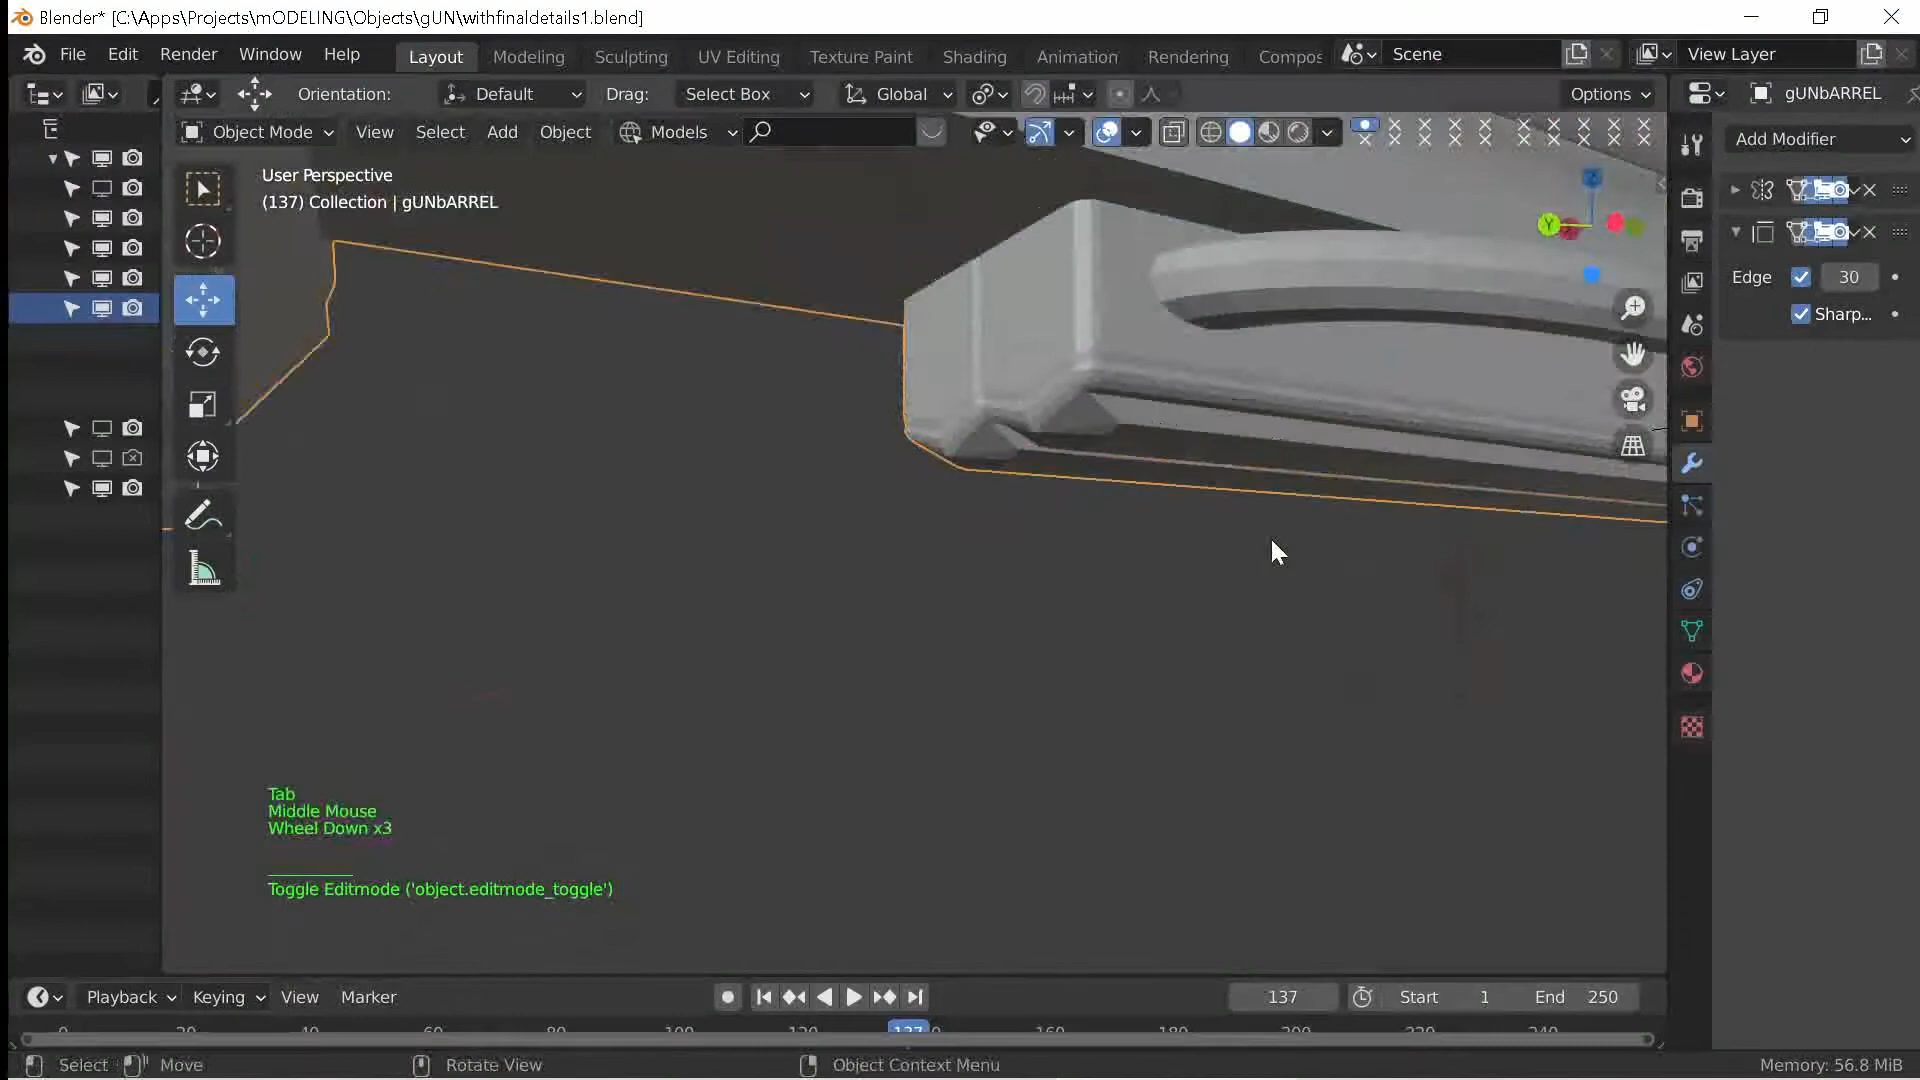 Blender* [C:\Apps\Projects\mODELING\Objects\gUN\withfinaldetails1.blend]
File Edit Render Window Help Layout Modeling Sculpting UV Editing Texture Paint Shading Animation Rendering Compos Scene View Layer
Orientation: Default Drag: Select Box Global Options gUNbARREL
Object Mode View Select Add Object Models Add Modifier
User Perspective
(137) Collection | gUNbARREL
Z
Y
Edge 30
Sharp...
Tab
Middle Mouse
Wheel Down x3
Toggle Editmode ('object.editmode_toggle')
Playback Keying View Marker 137 Start 1 End 250
137
Select Move Rotate View Object Context Menu Memory: 56.8 MiB